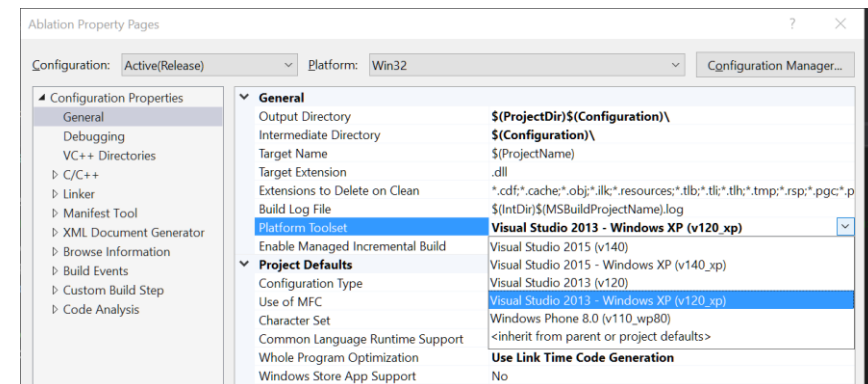 Ablation Property Pages
Configuration: Active(Release) Platform: Win32 Configuration Manager...
Configuration Properties
General
Debugging
VC++ Directories
C/C++
Linker
Manifest Tool
XML Document Generator
Browse Information
Build Events
Custom Build Step
Code Analysis
General
Output Directory $(ProjectDir)$(Configuration)\
Intermediate Directory $(Configuration)\
Target Name $(ProjectName)
Target Extension .dll
Extensions to Delete on Clean *.cdf;*.cache;*.obj;*.ilk;*.resources;*.tlb;*.tli;*.tlh;*.tmp;*.rsp;*.pgc;*.p
Build Log File $(IntDir)$(MSBuildProjectName).log
Platform Toolset Visual Studio 2013 - Windows XP (v120_xp)
Enable Managed Incremental Build Visual Studio 2015 (v140)
Visual Studio 2015 - Windows XP (v140_xp)
Project Defaults
Configuration Type Visual Studio 2013 (v120)
Use of MFC Visual Studio 2013 - Windows XP (v120_xp)
Character Set Windows Phone 8.0 (v110_wp80)
Common Language Runtime Support <inherit from parent or project defaults>
Whole Program Optimization Use Link Time Code Generation
Windows Store App Support No